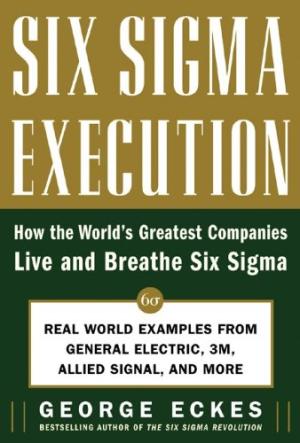 SIX SIGMA
EXECUTION
How the World's Greatest Companies
Live and Breathe Six Sigma
6σ
REAL WORLD EXAMPLES FROM
GENERAL ELECTRIC, 3M,
ALLIED SIGNAL, AND MORE
GEORGE ECKES
BESTSELLING AUTHOR OF THE SIX SIGMA REVOLUTION